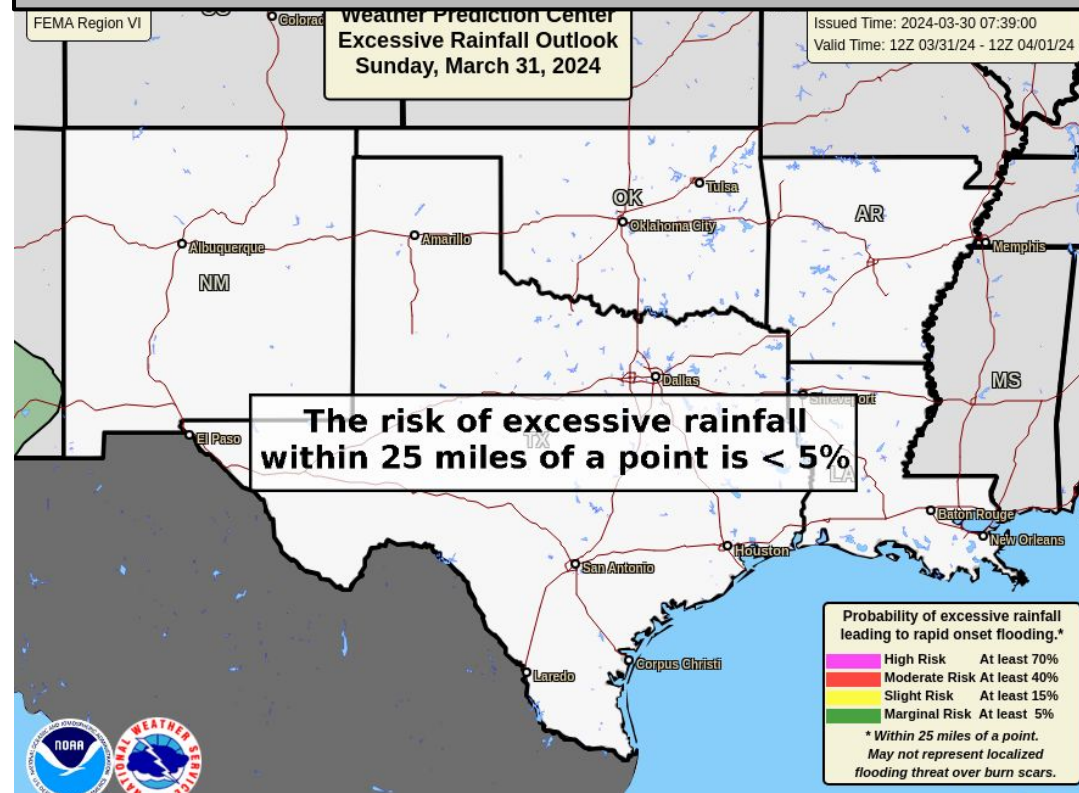 FEMA Region VI
Weather Prediction Center
Excessive Rainfall Outlook
Sunday, March 31, 2024
Issued Time: 2024-03-30 07:39:00
Valid Time: 12Z 03/31/24 - 12Z 04/01/24
Tulsa
OK
Oklahoma City
AR
Amarillo
Albuquerque
Memphis
NM
Dallas
MS
Shreveport
The risk of excessive rainfall
within 25 miles of a point is < 5%
El Paso
TX
LA
Baton Rouge
New Orleans
Houston
San Antonio
Corpus Christi
Laredo
Probability of excessive rainfall
leading to rapid onset flooding.*
High Risk At least 70%
Moderate Risk At least 40%
Slight Risk At least 15%
Marginal Risk At least 5%
* Within 25 miles of a point.
May not represent localized
flooding threat over burn scars.
NOAA
NATIONAL WEATHER SERVICE